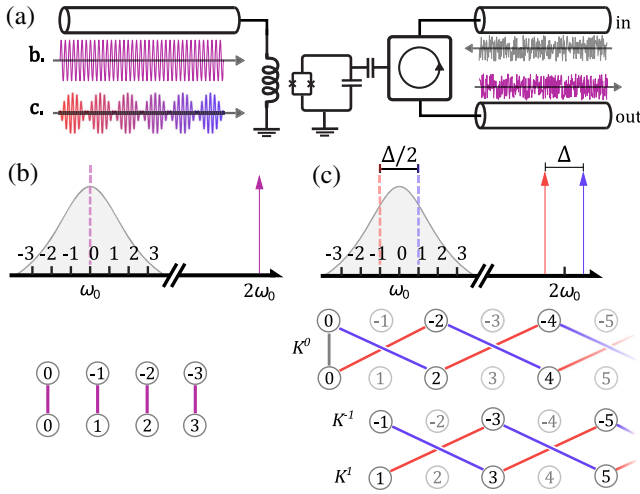 (a)
in
b.
c.
out
(b)
-3 -2 -1 0 1 2 3
ω₀
2ω₀
0 -1 -2 -3
0 1 2 3
(c)
Δ/2
Δ
-3 -2 -1 0 1 2 3
ω₀
2ω₀
0 -1 -2 -3 -4 -5
K⁰
0 1 2 3 4 5
K⁻¹ -1 -2 -3 -4 -5
K¹ 1 2 3 4 5